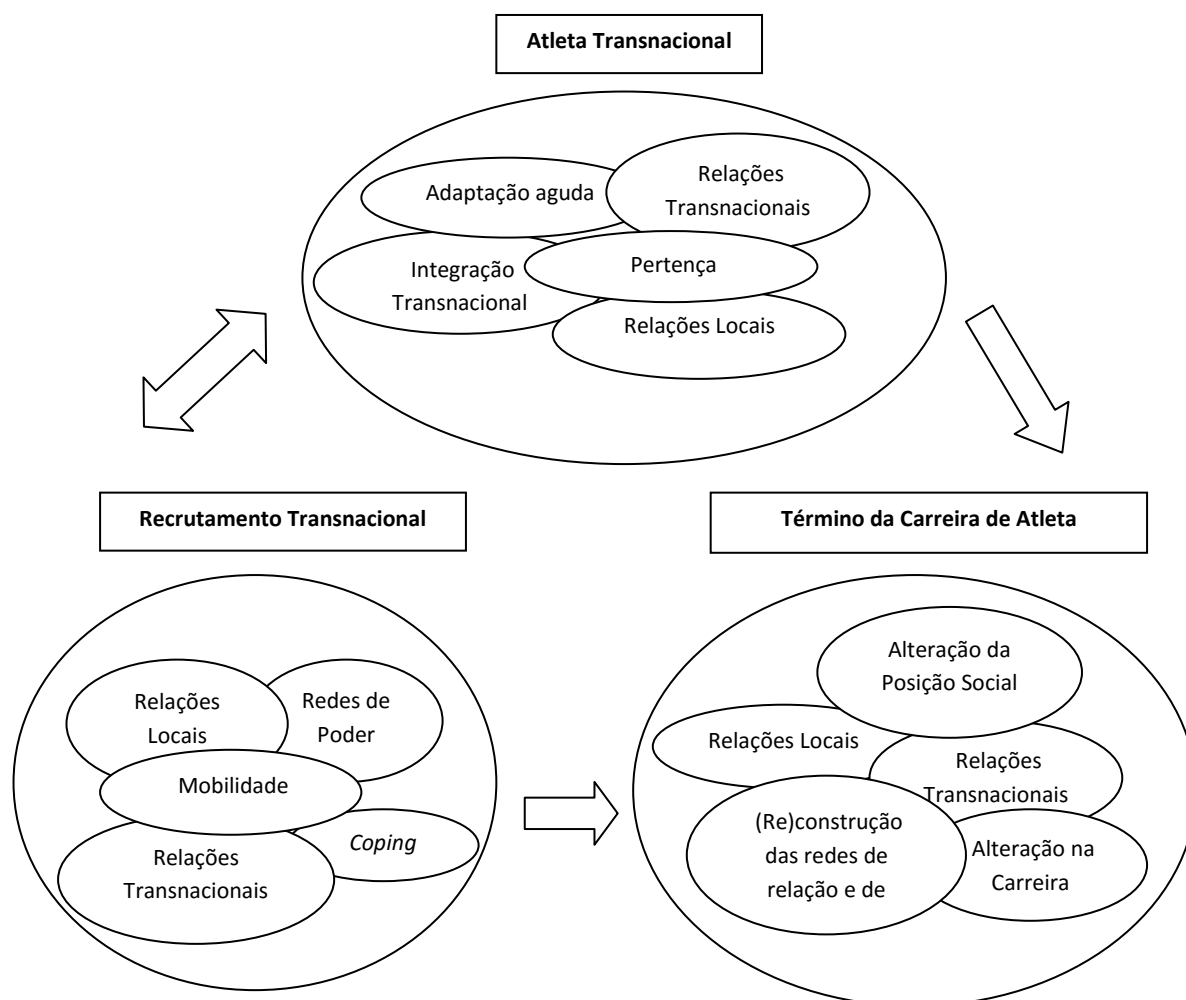 Atleta Transnacional
Adaptação aguda
Relações
Transnacionais
Integração
Transnacional
Pertença
Relações Locais
Recrutamento Transnacional
Relações
Locais
Redes de
Poder
Mobilidade
Relações
Transnacionais
Coping
Término da Carreira de Atleta
Alteração da
Posição Social
Relações Locais
Relações
Transnacionais
(Re)construção
das redes de
relação e de
Alteração na
Carreira